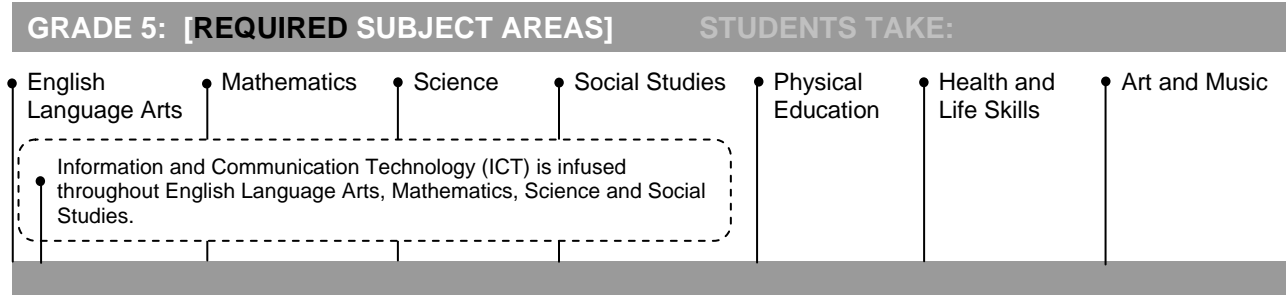 GRADE 5: [REQUIRED SUBJECT AREAS] STUDENTS TAKE:
English
Language Arts
Mathematics
Science
Social Studies
Physical
Education
Health and
Life Skills
Art and Music
Information and Communication Technology (ICT) is infused
throughout English Language Arts, Mathematics, Science and Social
Studies.